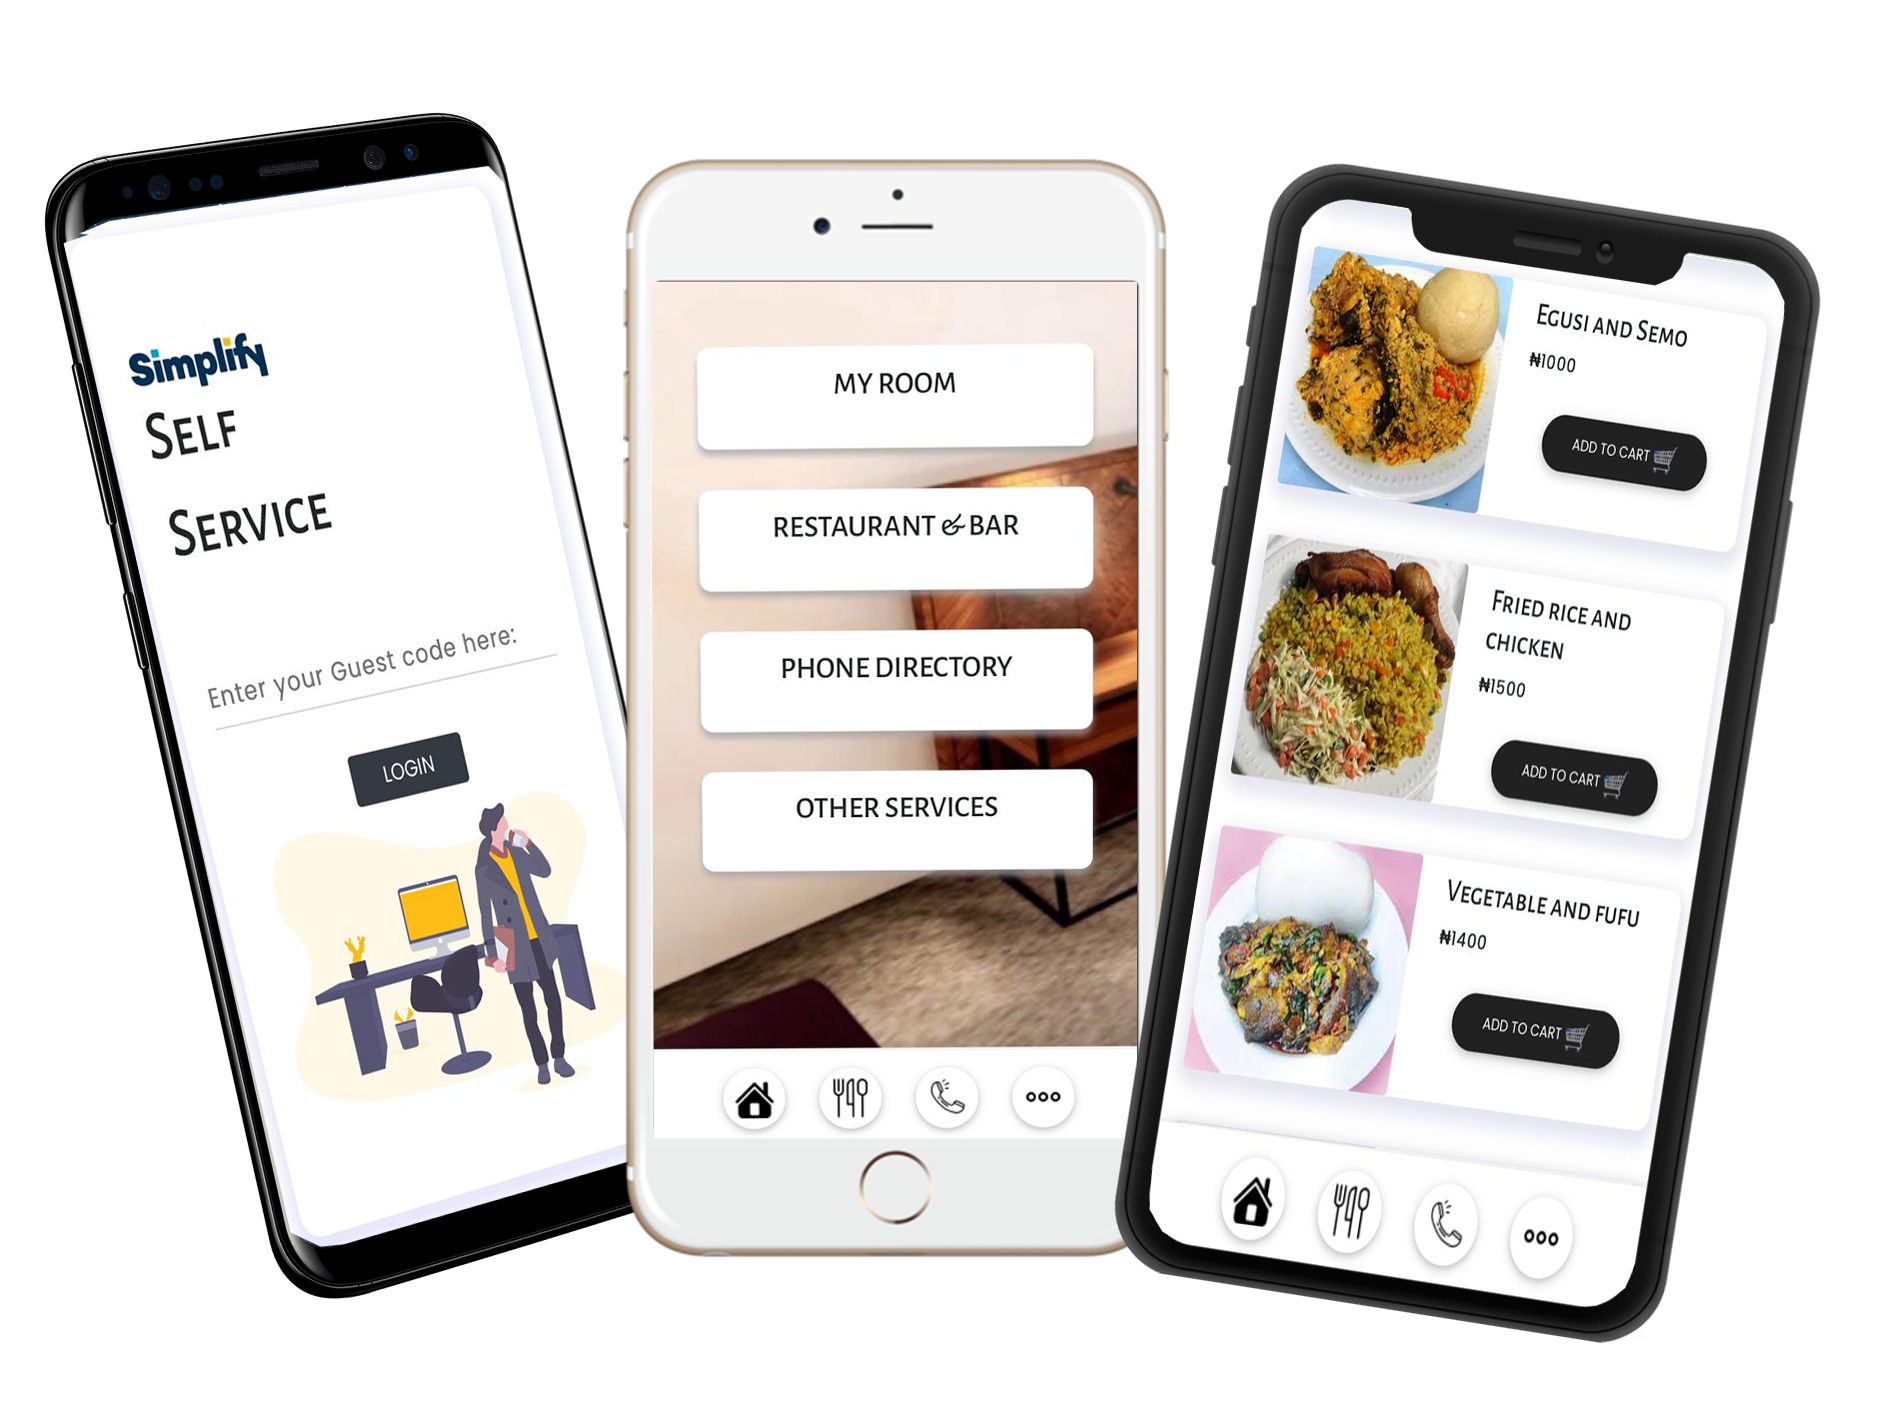 Simplify
SELF
SERVICE
Enter your Guest code here:
LOGIN
MY ROOM
RESTAURANT & BAR
PHONE DIRECTORY
OTHER SERVICES
EGUSI AND SEMO
₦1000
ADD TO CART
FRIED RICE AND
CHICKEN
₦1500
ADD TO CART
VEGETABLE AND FUFU
₦1400
ADD TO CART